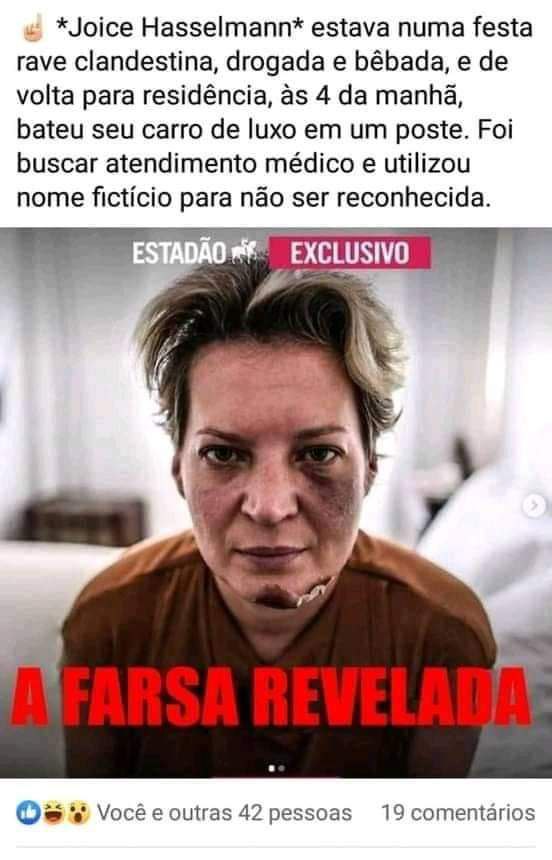 ☝🏻 *Joice Hasselmann* estava numa festa
rave clandestina, drogada e bêbada, e de
volta para residência, às 4 da manhã,
bateu seu carro de luxo em um poste. Foi
buscar atendimento médico e utilizou
nome fictício para não ser reconhecida.
ESTADÃO EXCLUSIVO
A FARSA REVELADA
Você e outras 42 pessoas 19 comentários